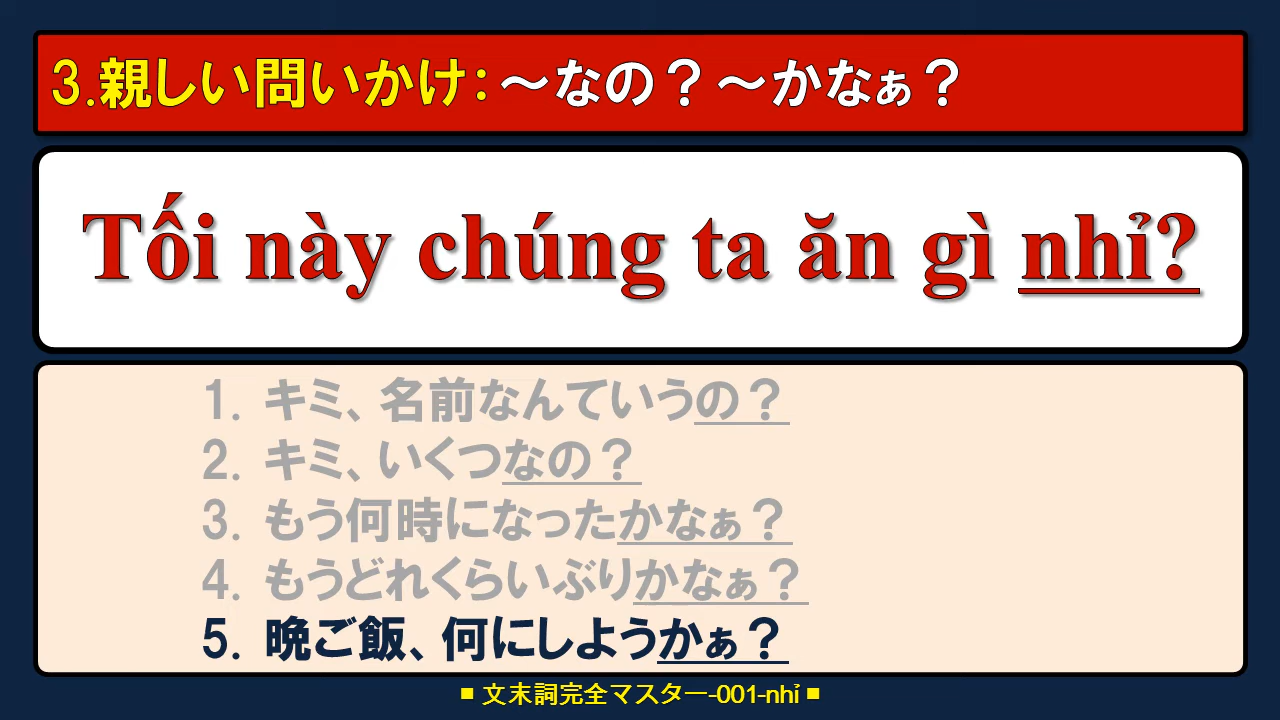 3.親しい問いかけ：～なの？～かなぁ？
Tối này chúng ta ăn gì nhỉ?
1. キミ、名前なんていうの？
2. キミ、いくつなの？
3. もう何時になったかなぁ？
4. もうどれくらいぶりかなぁ？
5. 晩ご飯、何にしようかぁ？
■ 文末詞完全マスター-001-nhỉ ■